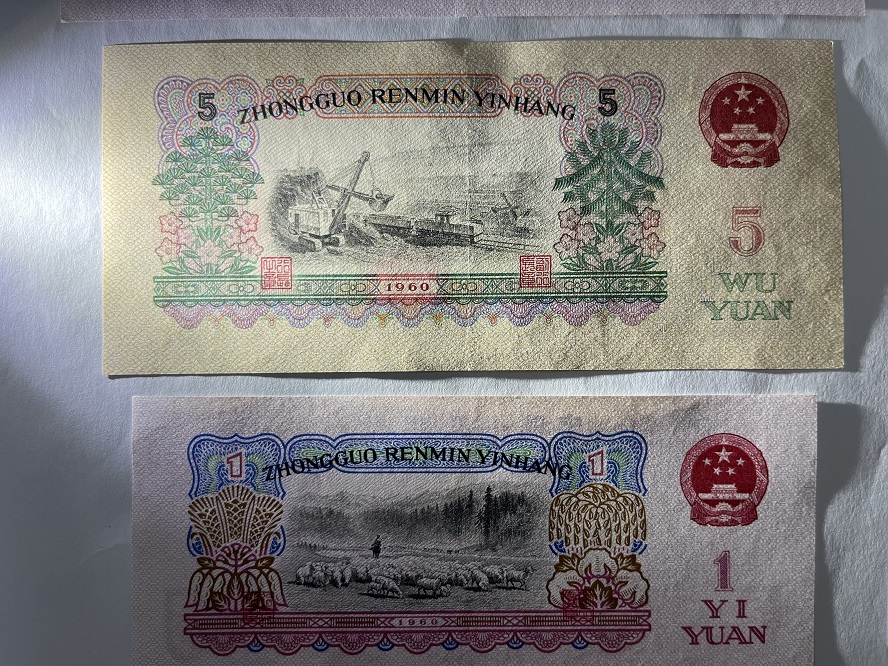 5 ZHONGGUO RENMIN YINHANG 5
1960
5
WU
YUAN
1 ZHONGGUO RENMIN YINHANG 1
1960
1
YI
YUAN